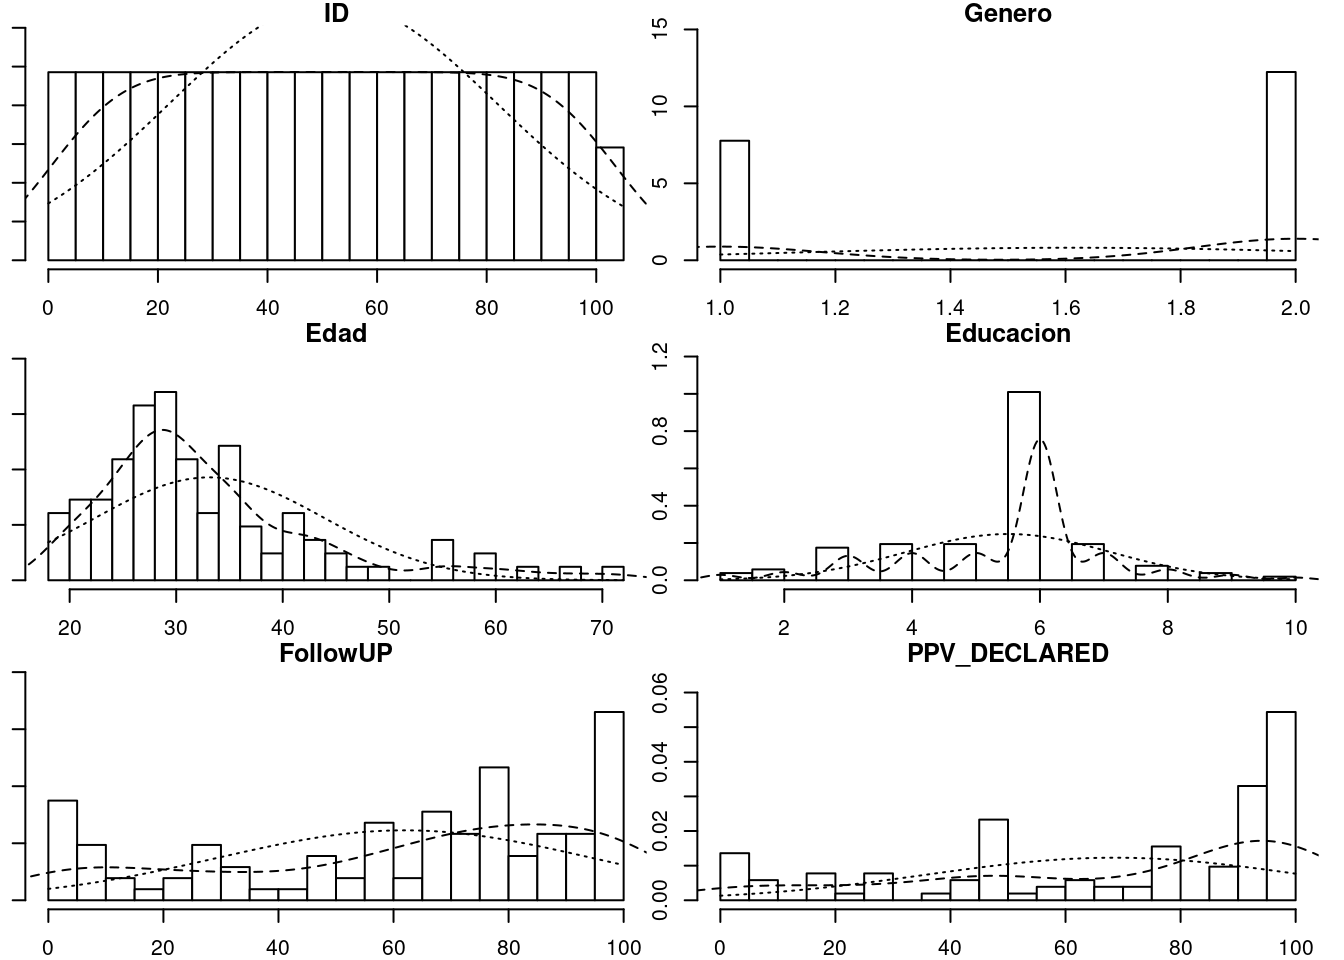 ID
0 20 40 60 80 100
Genero
0 5 10 15
1.0 1.2 1.4 1.6 1.8 2.0
Edad
20 30 40 50 60 70
Educacion
0.0 0.4 0.8 1.2
2 4 6 8 10
FollowUP
0 20 40 60 80 100
PPV_DECLARED
0.00 0.02 0.04 0.06
0 20 40 60 80 100